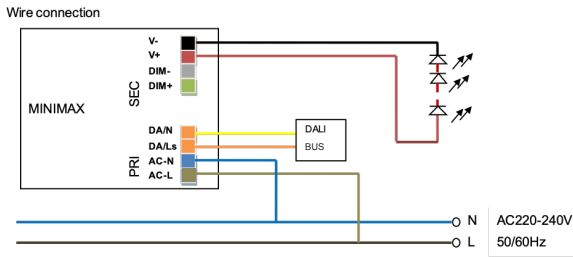 Wire connection
V-
V+
DIM-
DIM+
SEC
MINIMAX
DA/N
DA/Ls
AC-N
AC-L
PRI
DALI
BUS
N AC220-240V
L 50/60Hz